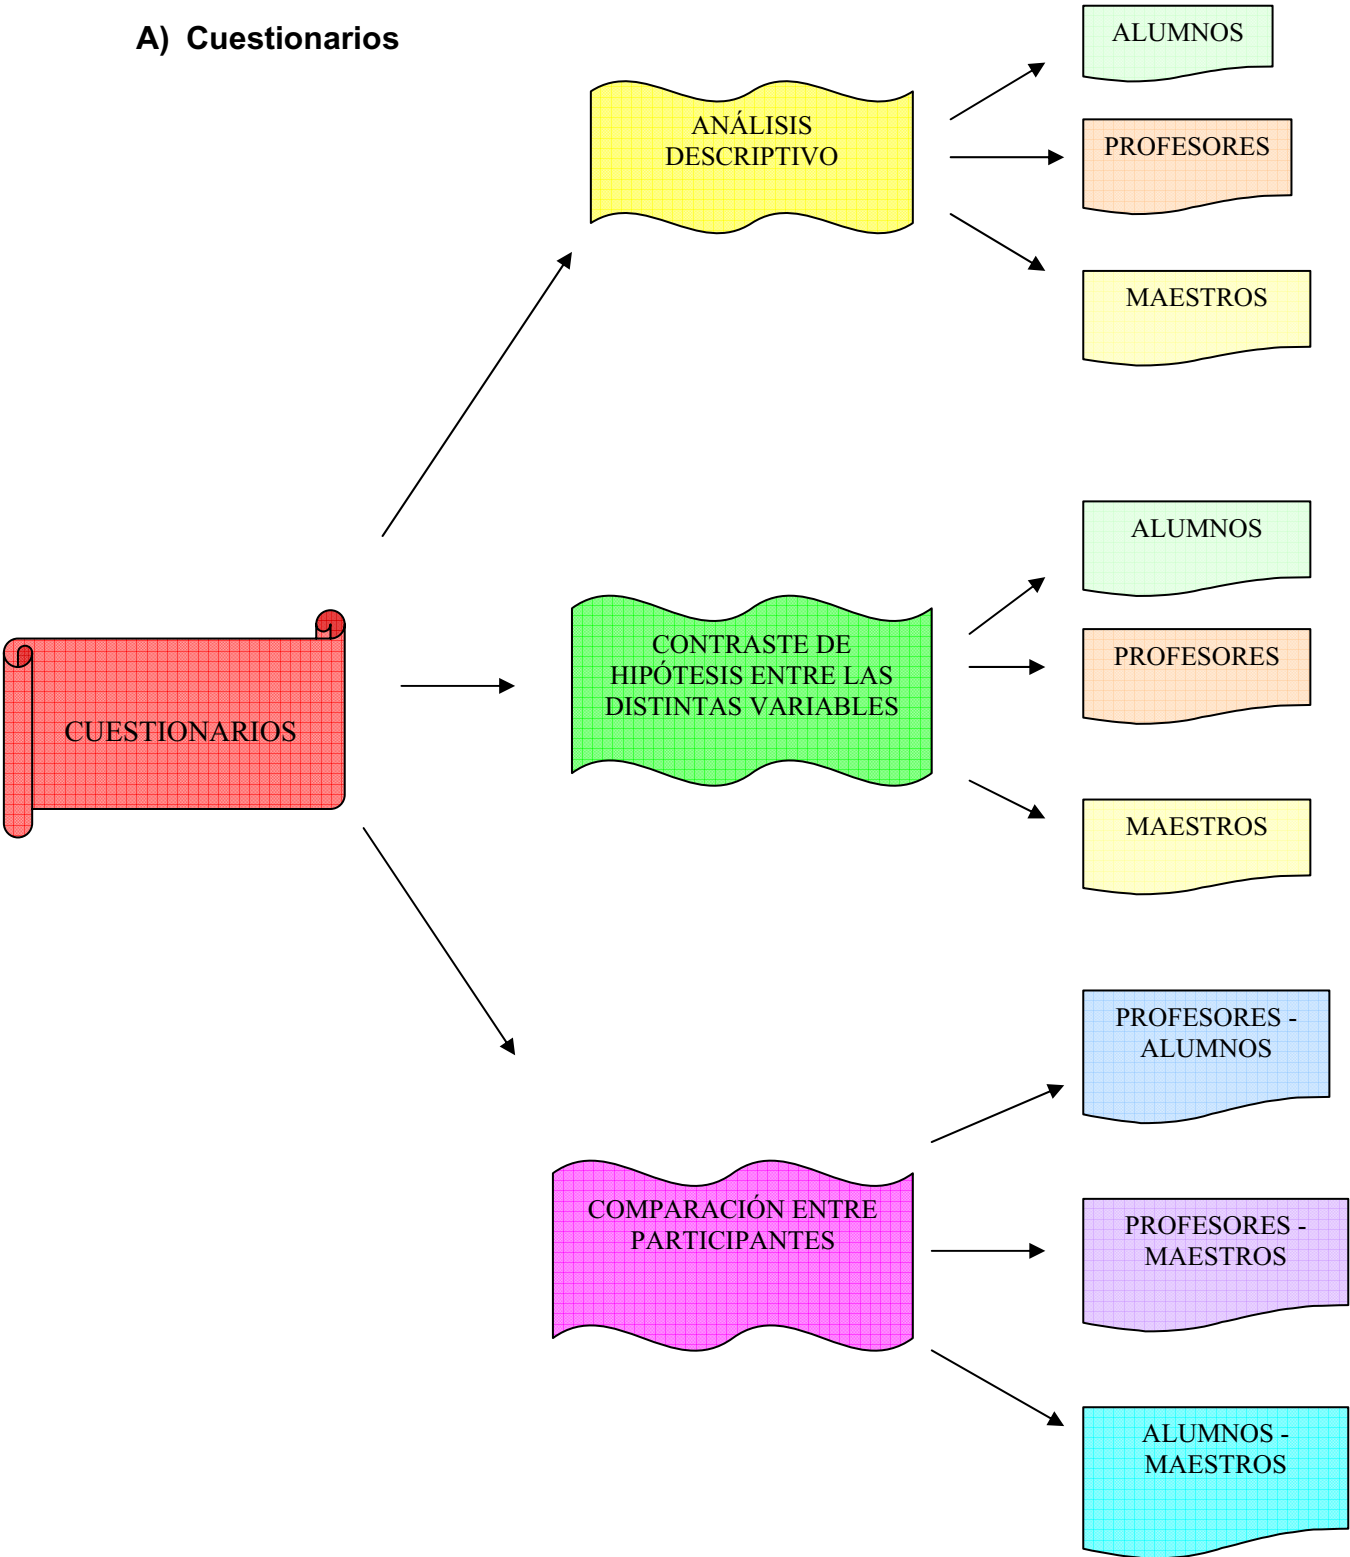 A) Cuestionarios
ALUMNOS
ANÁLISIS
DESCRIPTIVO
PROFESORES
MAESTROS
ALUMNOS
CONTRASTE DE
HIPÓTESIS ENTRE LAS
DISTINTAS VARIABLES
PROFESORES
CUESTIONARIOS
MAESTROS
PROFESORES -
ALUMNOS
COMPARACIÓN ENTRE
PARTICIPANTES
PROFESORES -
MAESTROS
ALUMNOS -
MAESTROS